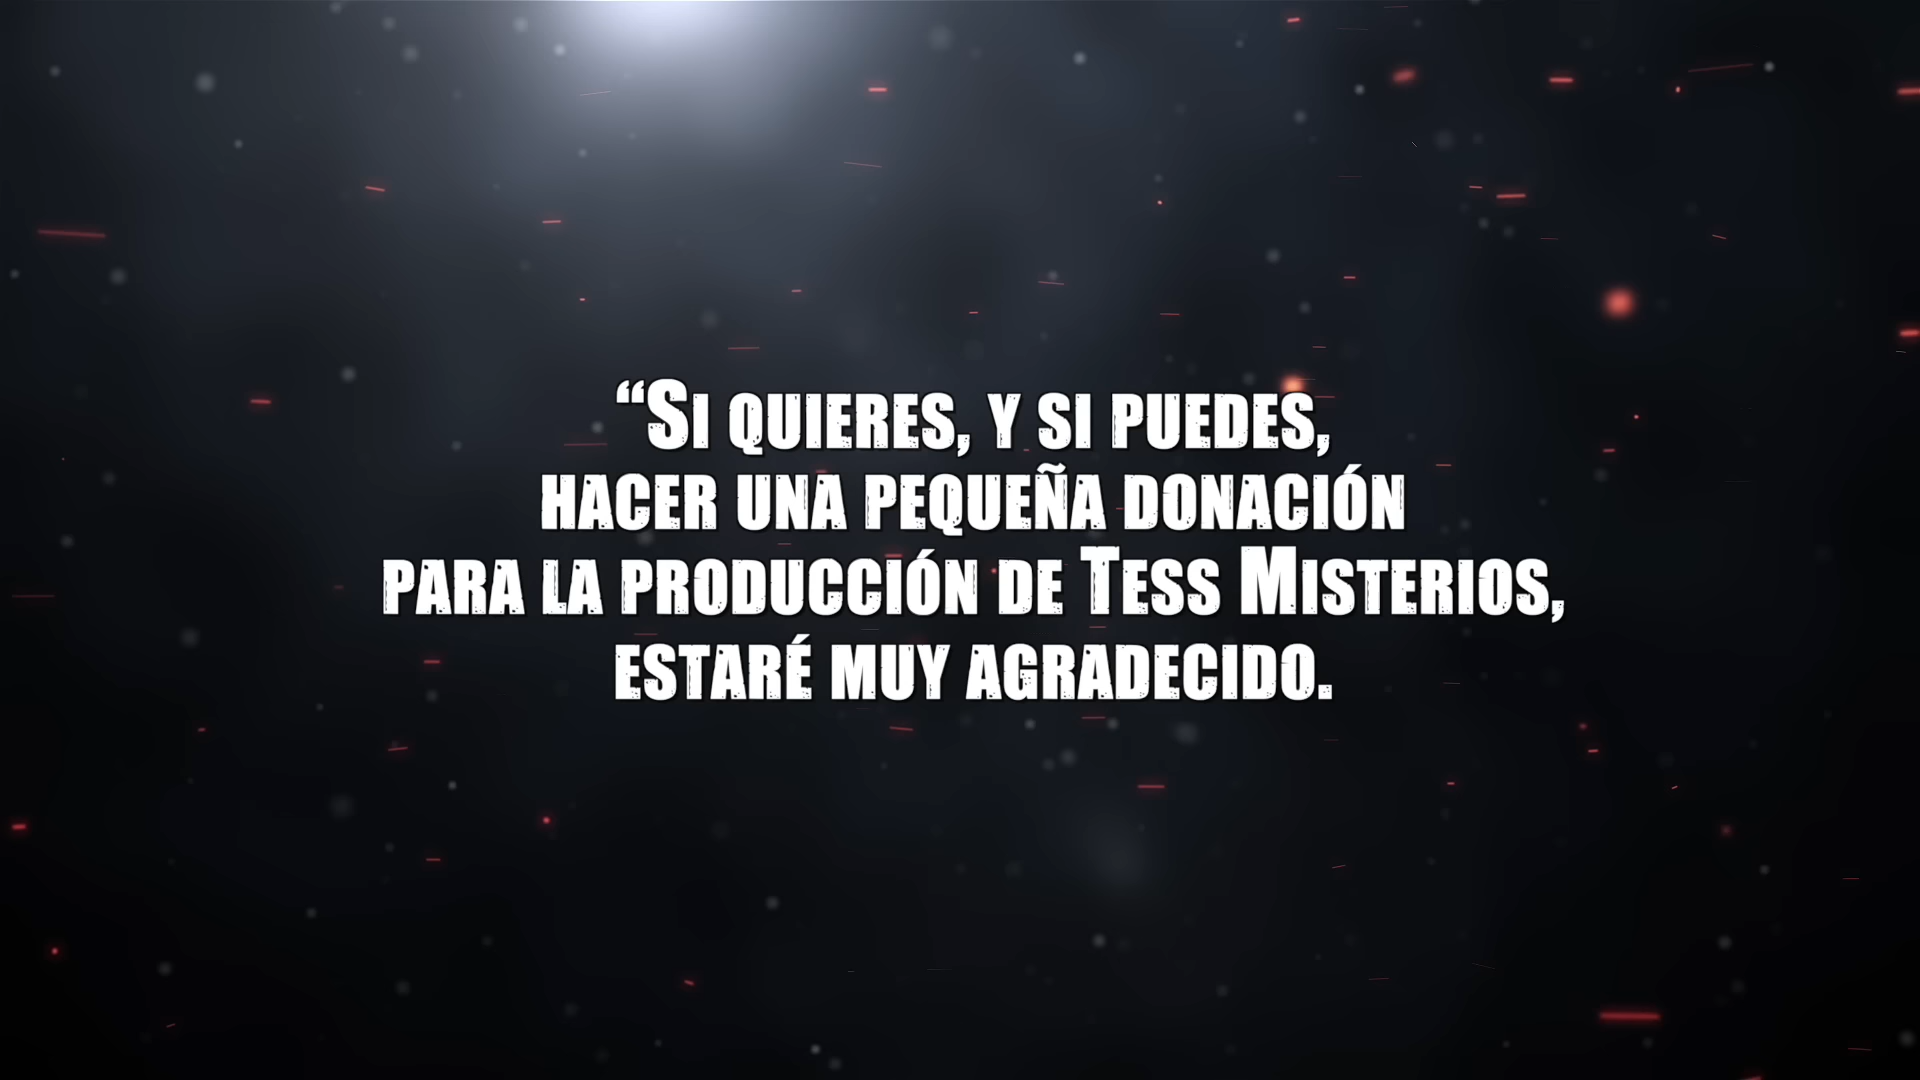 “Si quieres, y si puedes,
hacer una pequeña donación
para la producción de Tess Misterios,
estaré muy agradecido.